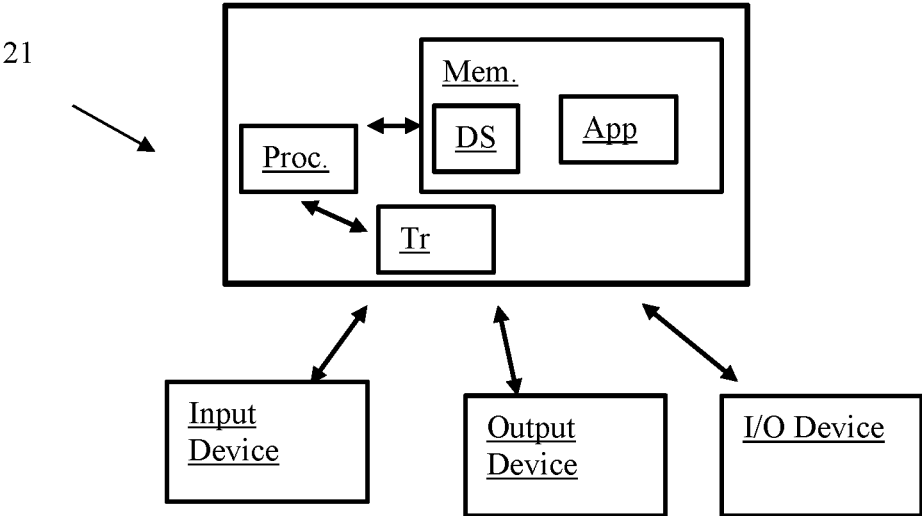 21
Mem.
DS
App
Proc.
Tr
Input
Device
Output
Device
I/O Device